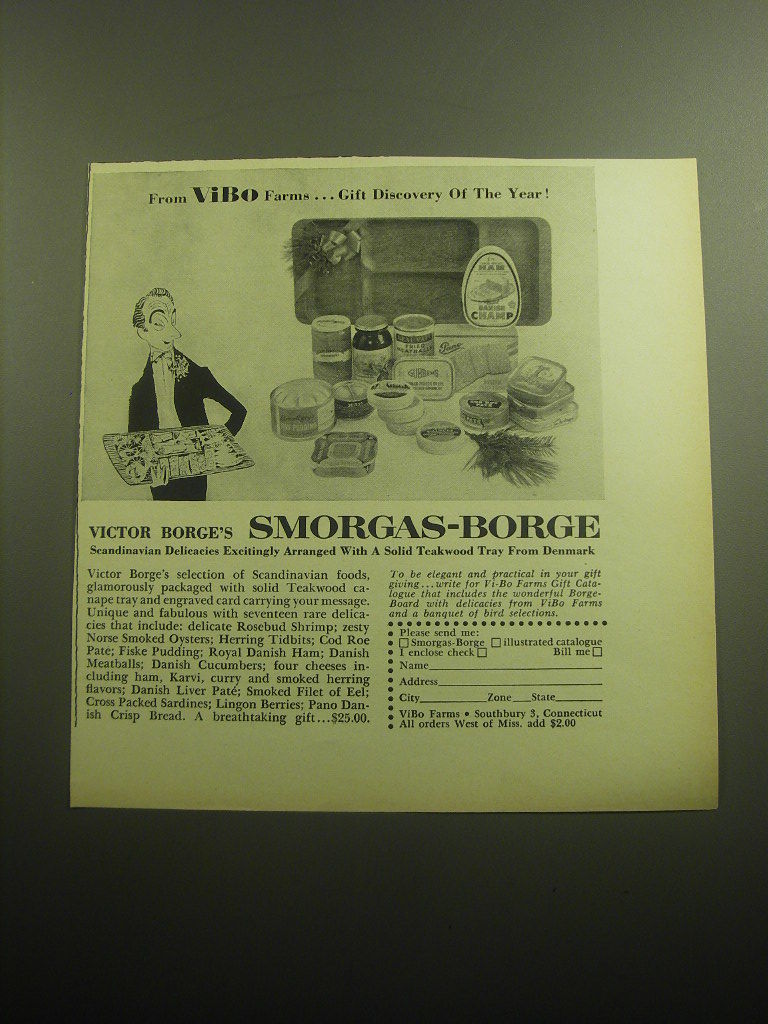 From ViBO Farms ... Gift Discovery Of The Year!
HAM
DANISH
CHAMP
FRIED
MEATBALLS
Pano
VICTOR BORGE'S SMORGAS-BORGE
Scandinavian Delicacies Excitingly Arranged With A Solid Teakwood Tray From Denmark
Victor Borge's selection of Scandinavian foods,
glamorously packaged with solid Teakwood ca-
nape tray and engraved card carrying your message.
Unique and fabulous with seventeen rare delica-
cies that include: delicate Rosebud Shrimp; zesty
Norse Smoked Oysters; Herring Tidbits; Cod Roe
Pate; Fiske Pudding; Royal Danish Ham; Danish
Meatballs; Danish Cucumbers; four cheeses in-
cluding ham, Karvi, curry and smoked herring
flavors; Danish Liver Paté; Smoked Filet of Eel;
Cross Packed Sardines; Lingon Berries; Pano Dan-
ish Crisp Bread. A breathtaking gift...$25.00.
To be elegant and practical in your gift
giving...write for Vi-Bo Farms Gift Cata-
logue that includes the wonderful Borge-
Board with delicacies from ViBo Farms
and a banquet of bird selections.
Please send me:
Smorgas-Borge illustrated catalogue
I enclose check Bill me
Name
Address
City Zone State
ViBo Farms • Southbury 3, Connecticut
All orders West of Miss. add $2.00